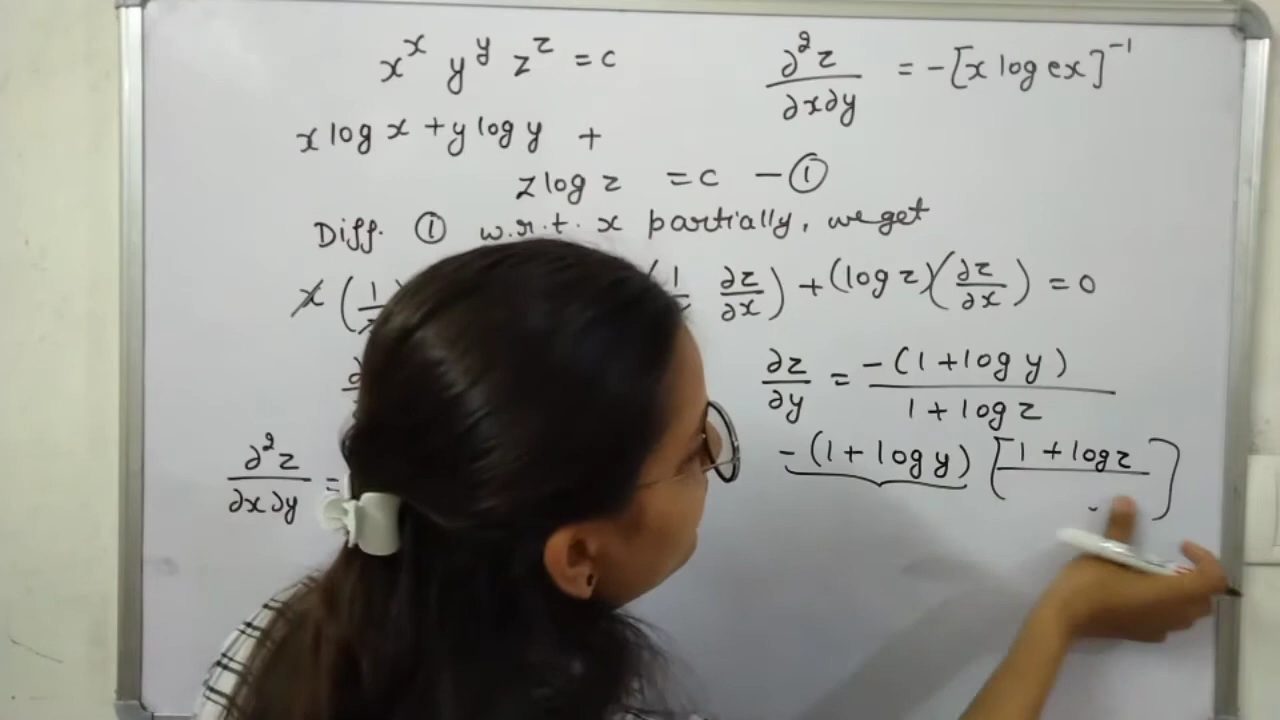 x^x y^y z^z = c
∂²z/∂x∂y = -[x log ex]^-1
x log x + y log y +
z log z = c - ①
Diff. ① w.r.t. x partially, we get
x (1/ ∂z/∂x) + (log z)(∂z/∂x) = 0
∂z/∂y = -(1+log y)/1+log z
∂²z/∂x∂y = -(1+log y) [1+log z